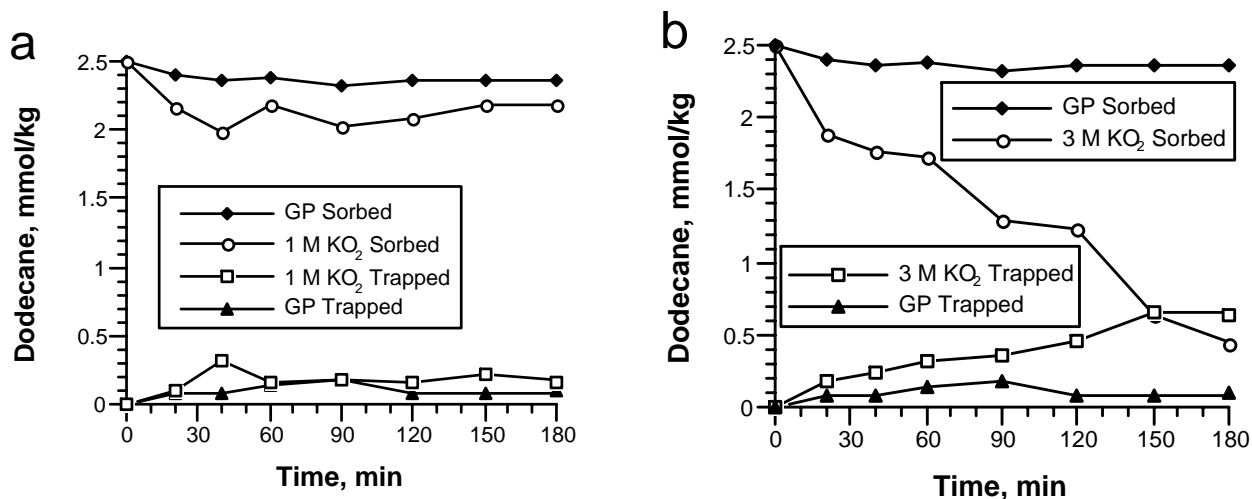 a
2.5
2
1.5
1
0.5
0
0 30 60 90 120 150 180
Dodecane, mmol/kg
Time, min
GP Sorbed
1 M KO₂ Sorbed
1 M KO₂ Trapped
GP Trapped
b
2.5
2
1.5
1
0.5
0
0 30 60 90 120 150 180
Dodecane, mmol/kg
Time, min
GP Sorbed
3 M KO₂ Sorbed
3 M KO₂ Trapped
GP Trapped